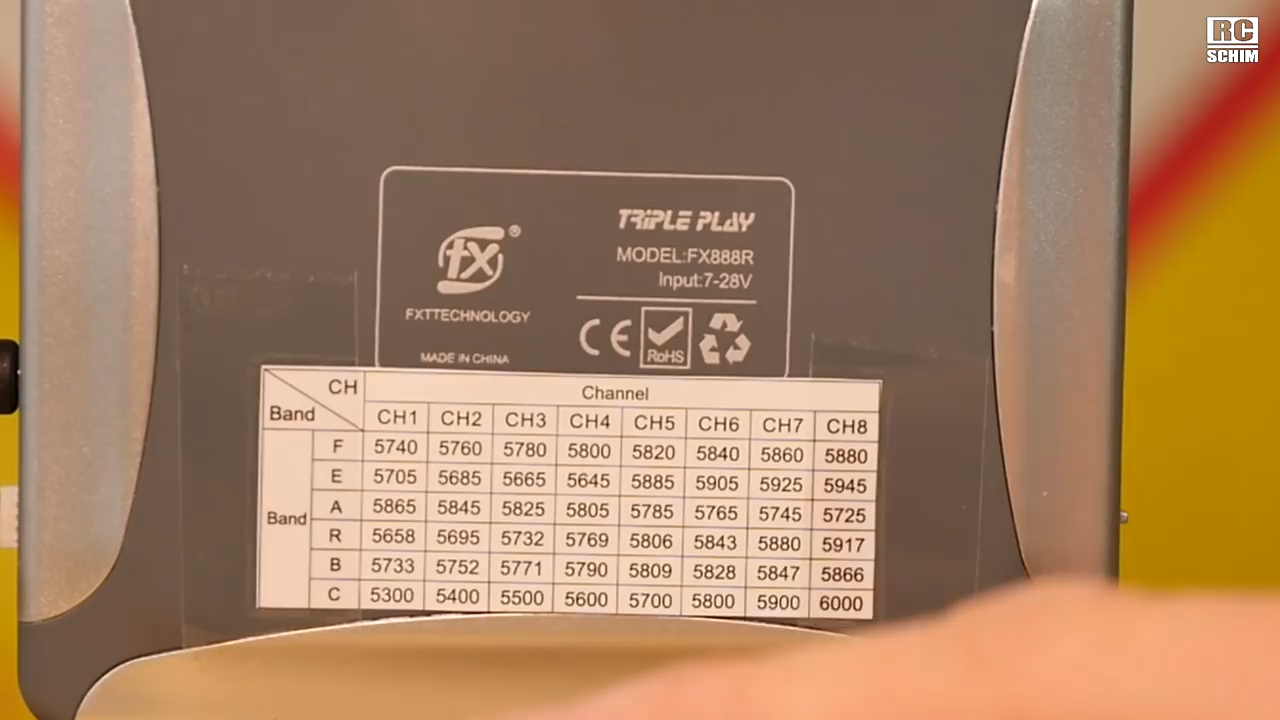 RC
SCHIM
fx®
FXTTECHNOLOGY
MADE IN CHINA
TRIPLE PLAY
MODEL:FX888R
Input:7-28V
CE
RoHS
CH Channel
Band CH1 CH2 CH3 CH4 CH5 CH6 CH7 CH8
Band
F 5740 5760 5780 5800 5820 5840 5860 5880
E 5705 5685 5665 5645 5885 5905 5925 5945
A 5865 5845 5825 5805 5785 5765 5745 5725
R 5658 5695 5732 5769 5806 5843 5880 5917
B 5733 5752 5771 5790 5809 5828 5847 5866
C 5300 5400 5500 5600 5700 5800 5900 6000